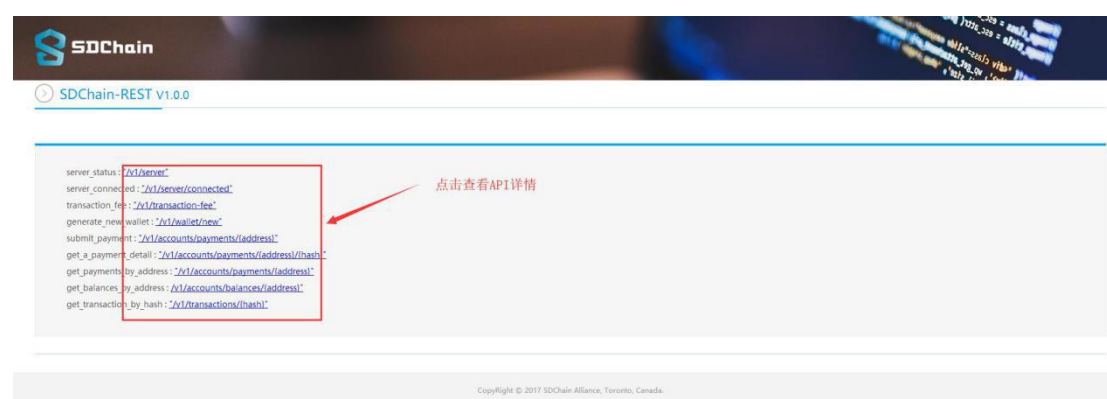 SDChain
SDChain-REST V1.0.0
server_status : "/v1/server"
server_connected : "/v1/server/connected"
点击查看API详情
transaction_fee : "/v1/transaction-fee"
generate_new_wallet : "/v1/wallet/new"
submit_payment : "/v1/accounts/payments/{address}"
get_a_payment_detail : "/v1/accounts/payments/{address}/{hash}"
get_payments_by_address : "/v1/accounts/payments/{address}"
get_balances_by_address : /v1/accounts/balances/{address}"
get_transaction_by_hash : "/v1/transactions/{hash}"
CopyRight © 2017 SDChain Alliance, Toronto, Canada.